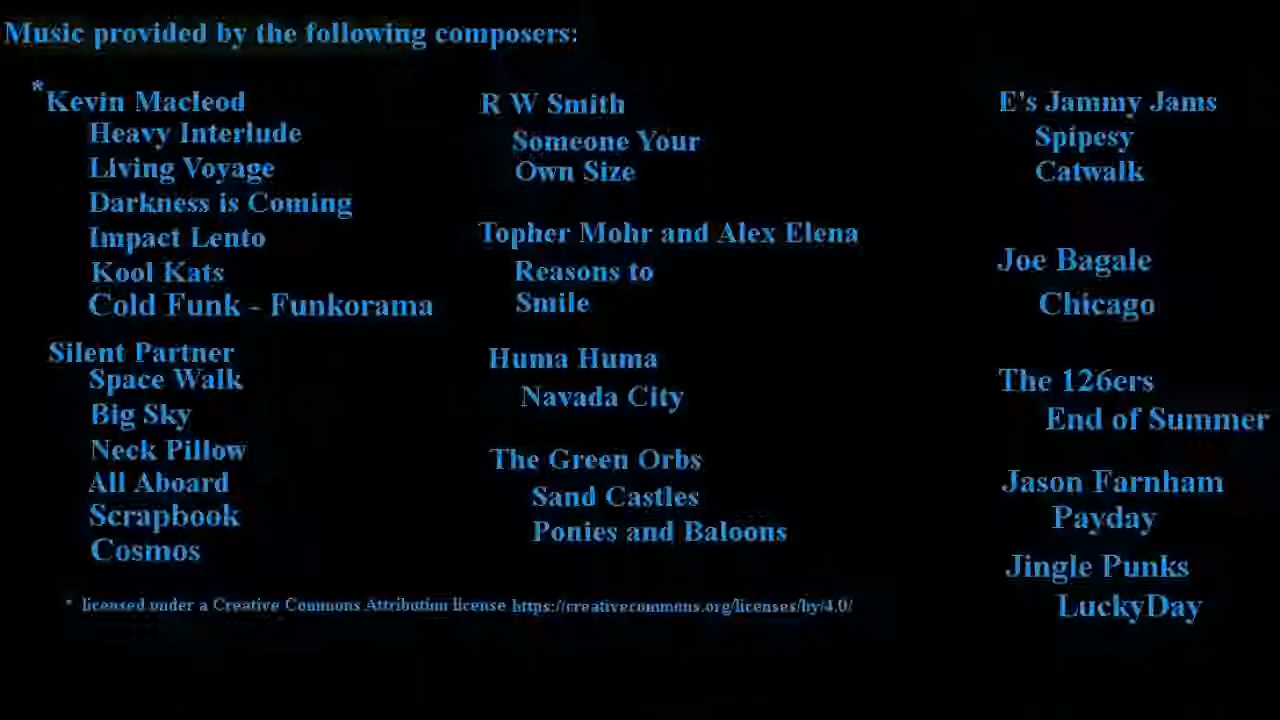 Music provided by the following composers:
*Kevin Macleod
Heavy Interlude
Living Voyage
Darkness is Coming
Impact Lento
Kool Kats
Cold Funk - Funkorama
Silent Partner
Space Walk
Big Sky
Neck Pillow
All Aboard
Scrapbook
Cosmos
R W Smith
Someone Your
Own Size
Topher Mohr and Alex Elena
Reasons to
Smile
Huma Huma
Navada City
The Green Orbs
Sand Castles
Ponies and Baloons
E's Jammy Jams
Spipesy
Catwalk
Joe Bagale
Chicago
The 126ers
End of Summer
Jason Farnham
Payday
Jingle Punks
LuckyDay
* licensed under a Creative Commons Attribution license https://creativecommons.org/licenses/by/4.0/